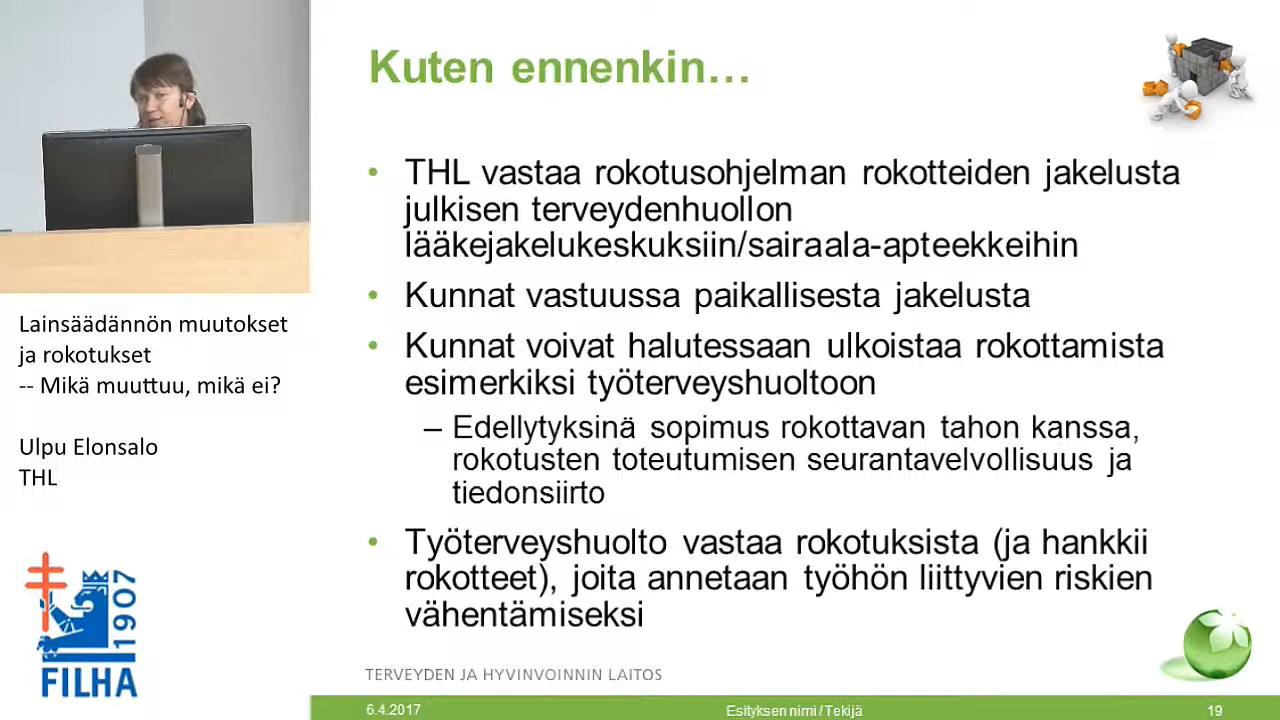 Kuten ennenkin…
• THL vastaa rokotusohjelman rokotteiden jakelusta
julkisen terveydenhuollon
lääkejakelukeskuksiin/sairaala-apteekkeihin
• Kunnat vastuussa paikallisesta jakelusta
• Kunnat voivat halutessaan ulkoistaa rokottamista
esimerkiksi työterveyshuoltoon
– Edellytyksinä sopimus rokottavan tahon kanssa,
rokotusten toteutumisen seurantavelvollisuus ja
tiedonsiirto
• Työterveyshuolto vastaa rokotuksista (ja hankkii
rokotteet), joita annetaan työhön liittyvien riskien
vähentämiseksi
TERVEYDEN JA HYVINVOINNIN LAITOS
6.4.2017
Esityksen nimi / Tekijä
19
Lainsäädännön muutokset
ja rokotukset
-- Mikä muuttuu, mikä ei?
Ulpu Elonsalo
THL
1907
FILHA